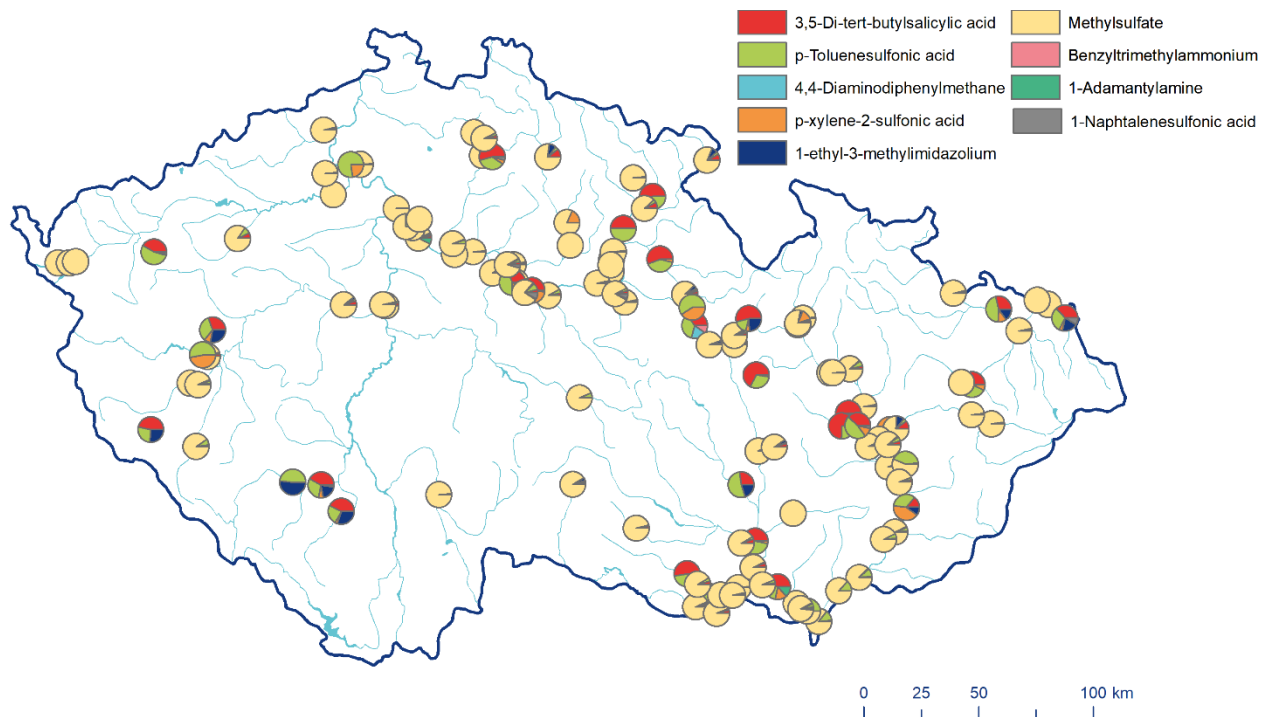 3,5-Di-tert-butylsalicylic acid
p-Toluenesulfonic acid
4,4-Diaminodiphenylmethane
p-xylene-2-sulfonic acid
1-ethyl-3-methylimidazolium
Methylsulfate
Benzyltrimethylammonium
1-Adamantylamine
1-Naphtalenesulfonic acid
0 25 50 100 km